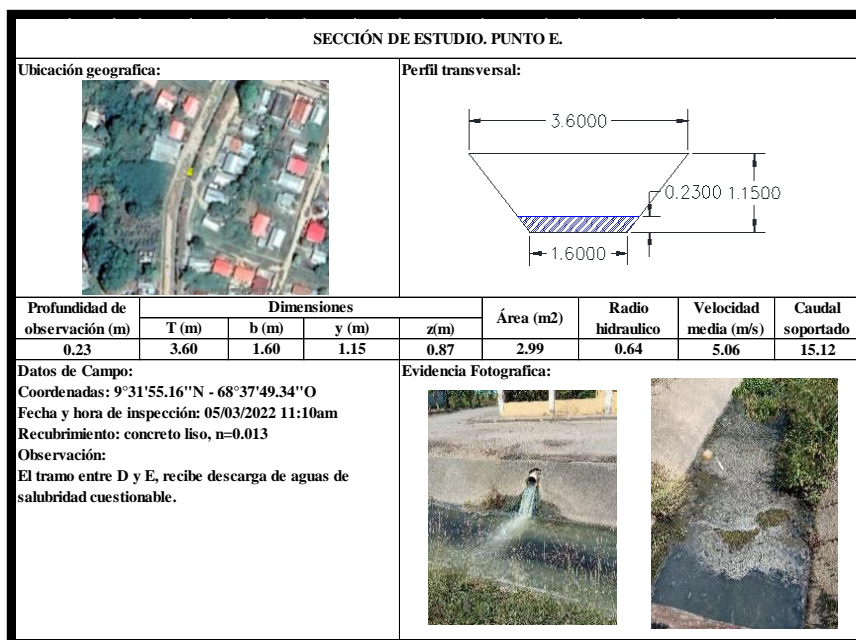 SECCIÓN DE ESTUDIO. PUNTO E.
Ubicación geografica:
Perfil transversal:
3.6000
0.2300
1.1500
1.6000
Profundidad de observación (m)
Dimensiones
T (m)
b (m)
y (m)
z(m)
Área (m2)
Radio hidraulico
Velocidad media (m/s)
Caudal soportado
0.23
3.60
1.60
1.15
0.87
2.99
0.64
5.06
15.12
Datos de Campo:
Coordenadas: 9°31'55.16"N - 68°37'49.34"O
Fecha y hora de inspección: 05/03/2022 11:10am
Recubrimiento: concreto liso, n=0.013
Observación:
El tramo entre D y E, recibe descarga de aguas de
salubridad cuestionable.
Evidencia Fotografica: